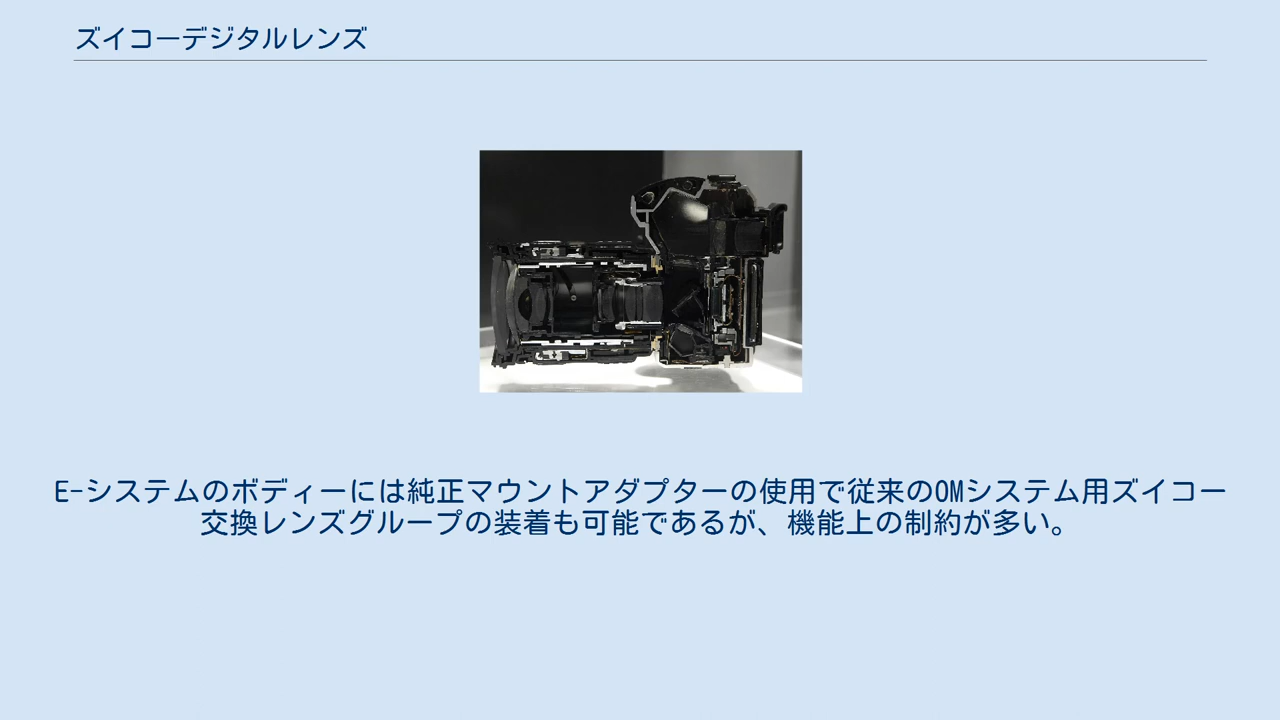 ズイコーデジタルレンズ
E-システムのボディーには純正マウントアダプターの使用で従来のOMシステム用ズイコー
交換レンズグループの装着も可能であるが、機能上の制約が多い。